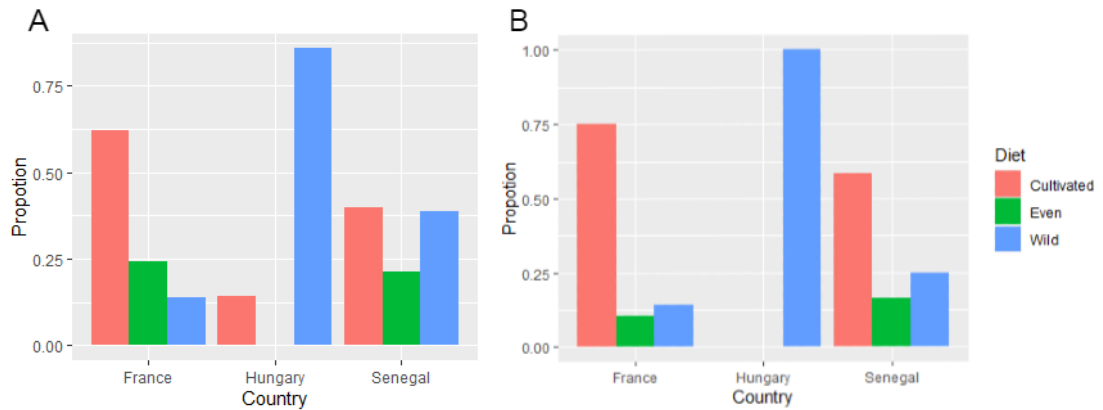 A
Propotion
0.75
0.50
0.25
0.00
France Hungary Senegal
Country
B
Propotion
1.00
0.75
0.50
0.25
0.00
France Hungary Senegal
Country
Diet
Cultivated
Even
Wild